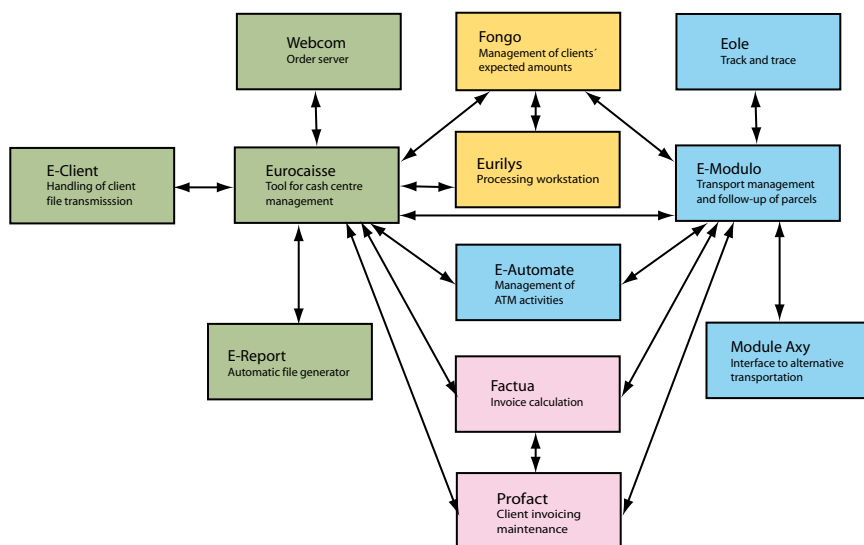 Webcom
Order server
Fongo
Management of clients´
expected amounts
Eole
Track and trace
E-Client
Handling of client
file transmisssion
Eurocaisse
Tool for cash centre
management
Eurilys
Processing workstation
E-Modulo
Transport management
and follow-up of parcels
E-Automate
Management of
ATM activities
E-Report
Automatic file generator
Factua
Invoice calculation
Module Axy
Interface to alternative
transportation
Profact
Client invoicing
maintenance